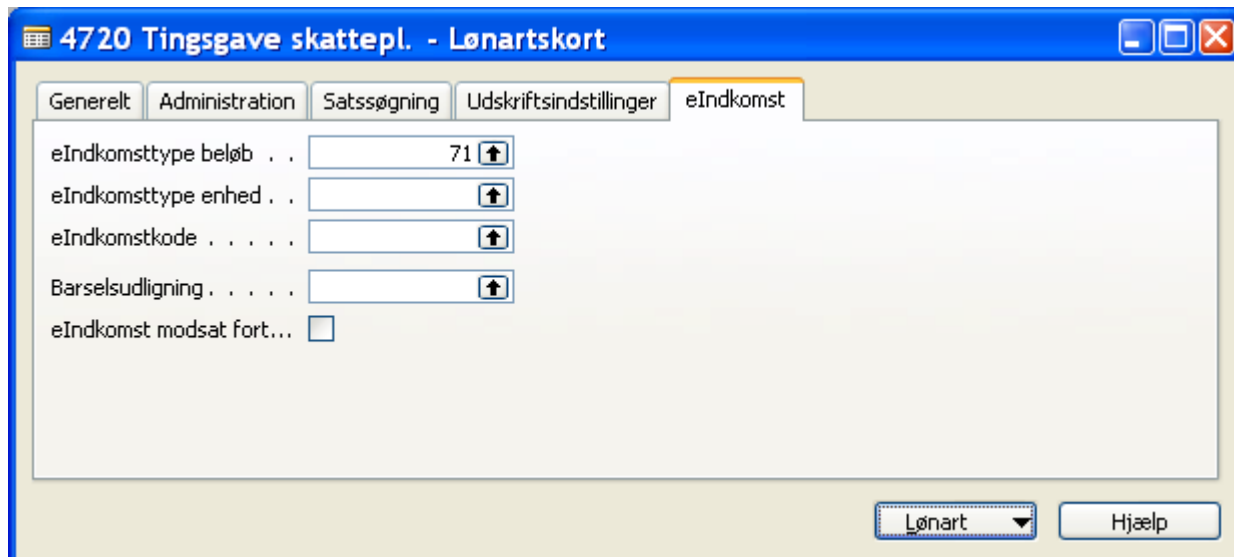 4720 Tingsgave skattepl. - Lønartskort
Generelt Administration Satssøgning Udskriftsindstillinger eIndkomst
eIndkomsttype beløb . . 71
eIndkomsttype enhed . .
eIndkomstkode . . . . .
Barselsudligning . . . . .
eIndkomst modsat fort...
Lønart Hjælp